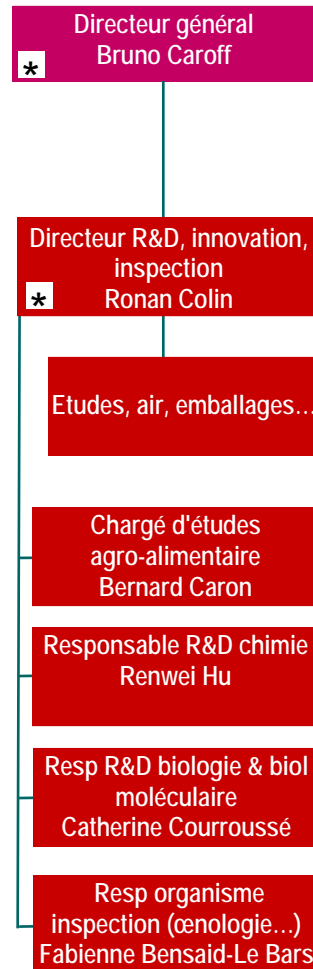 Directeur général
Bruno Caroff
*
Directeur R&D, innovation,
inspection
Ronan Colin
*
Etudes, air, emballages…
Chargé d'études
agro-alimentaire
Bernard Caron
Responsable R&D chimie
Renwei Hu
Resp R&D biologie & biol
moléculaire
Catherine Courroussé
Resp organisme
inspection (œnologie…)
Fabienne Bensaid-Le Bars